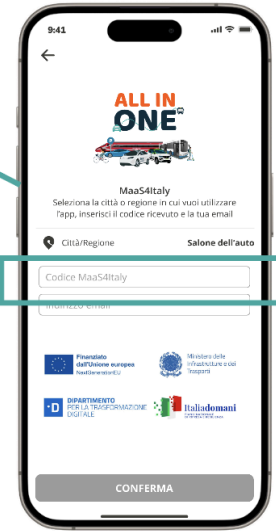 9:41
ALL IN
ONE
MaaS4Italy
Seleziona la città o regione in cui vuoi utilizzare
l'app, inserisci il codice ricevuto e la tua email
Città/Regione Salone dell'auto
Codice MaaS4Italy
Indirizzo email
Finanziato
dall'Unione europea
NextGenerationEU
Ministero delle
Infrastrutture e dei
Trasporti
DIPARTIMENTO
PER LA TRASFORMAZIONE
DIGITALE
Italiadomani
CONFERMA